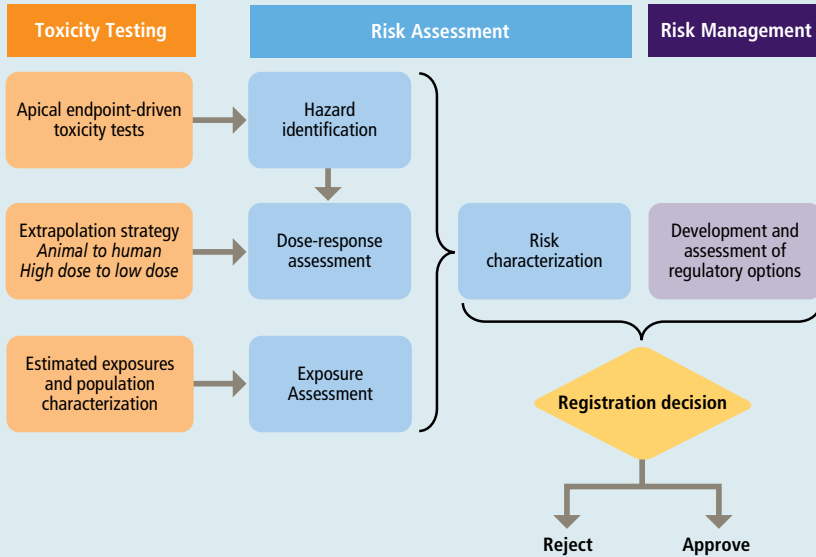 Toxicity Testing
Risk Assessment
Risk Management
Apical endpoint-driven
toxicity tests
Hazard
identification
Extrapolation strategy
Animal to human
High dose to low dose
Dose-response
assessment
Risk
characterization
Development and
assessment of
regulatory options
Estimated exposures
and population
characterization
Exposure
Assessment
Registration decision
Reject
Approve